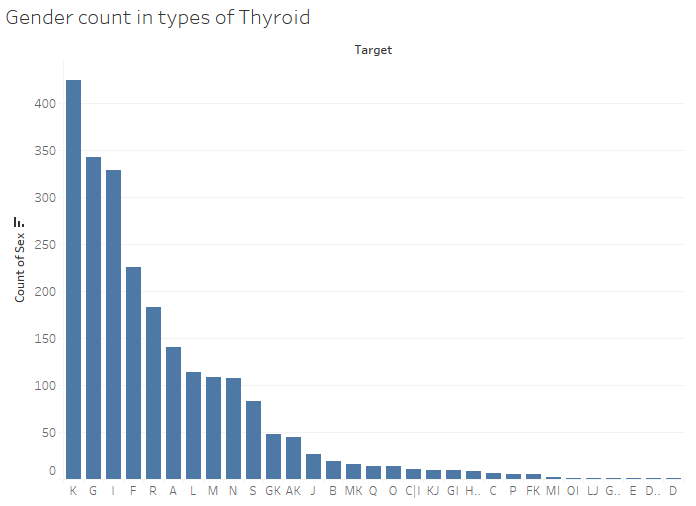 Gender count in types of Thyroid
Target
Count of Sex
400
350
300
250
200
150
100
50
0
K G I F R A L M N S GK AK J B MK Q O C|I KJ GI H.. C P FK MI OI LJ G.. E D.. D